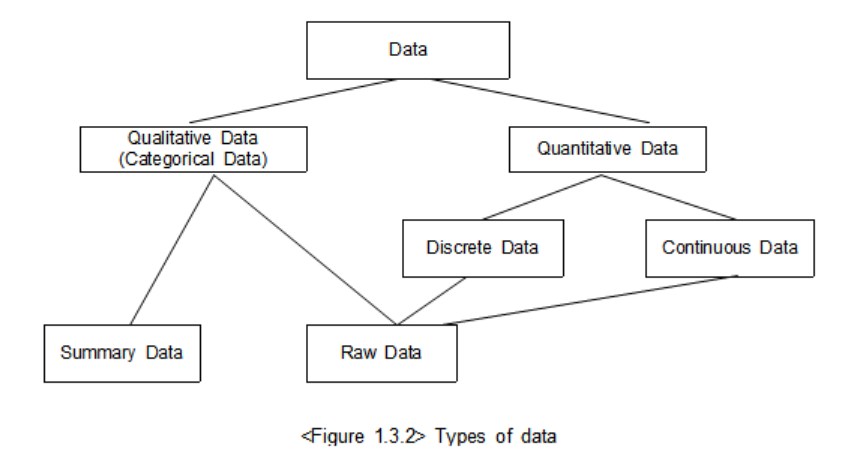 Data
Qualitative Data
(Categorical Data)
Quantitative Data
Discrete Data
Continuous Data
Summary Data
Raw Data
<Figure 1.3.2> Types of data